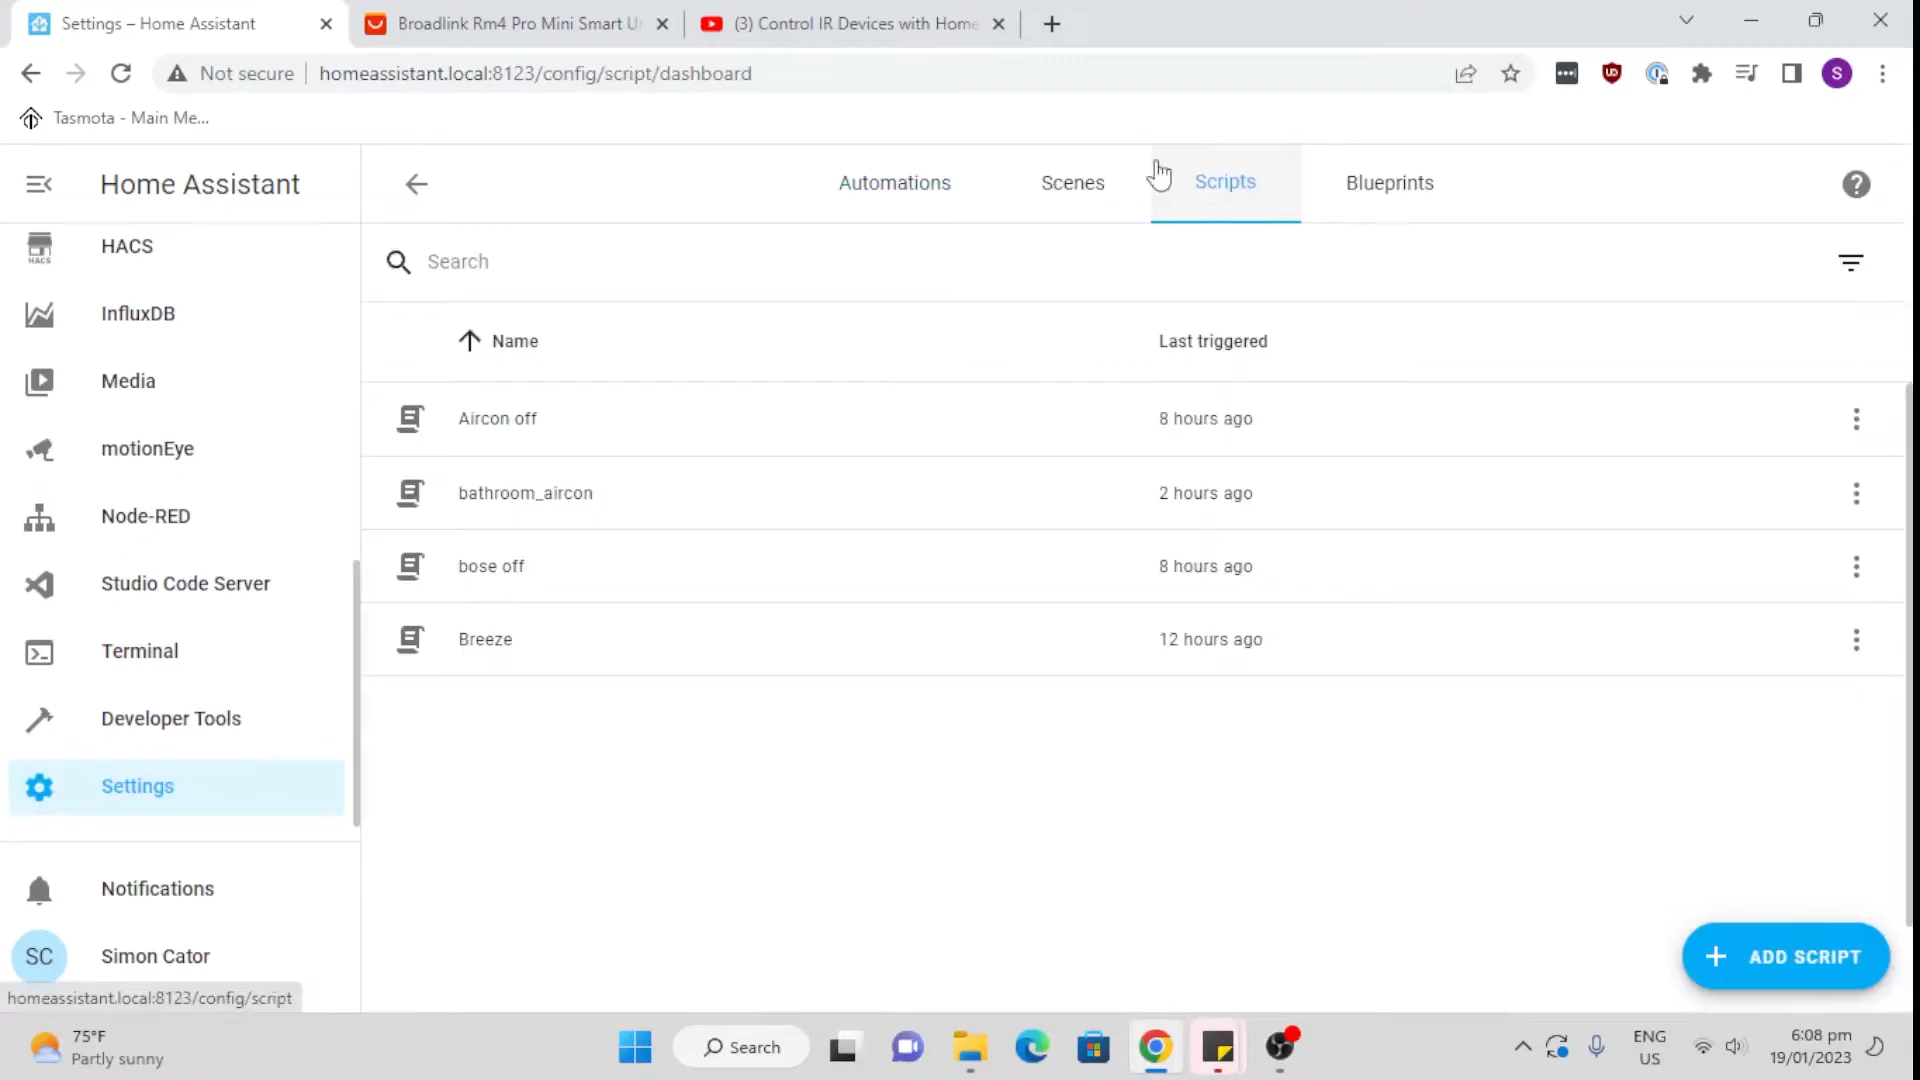 Settings – Home Assistant
Broadlink Rm4 Pro Mini Smart U
(3) Control IR Devices with Home
Not secure
homeassistant.local:8123/config/script/dashboard
S
Tasmota - Main Me...
Home Assistant
Automations
Scenes
Scripts
Blueprints
HACS
HACS
Search
InfluxDB
Name
Last triggered
Media
Aircon off
8 hours ago
motionEye
bathroom_aircon
2 hours ago
Node-RED
bose off
8 hours ago
Studio Code Server
Breeze
12 hours ago
Terminal
Developer Tools
Settings
Notifications
SC
Simon Cator
ADD SCRIPT
homeassistant.local:8123/config/script
75°F
Partly sunny
Search
ENG
US
6:08 pm
19/01/2023